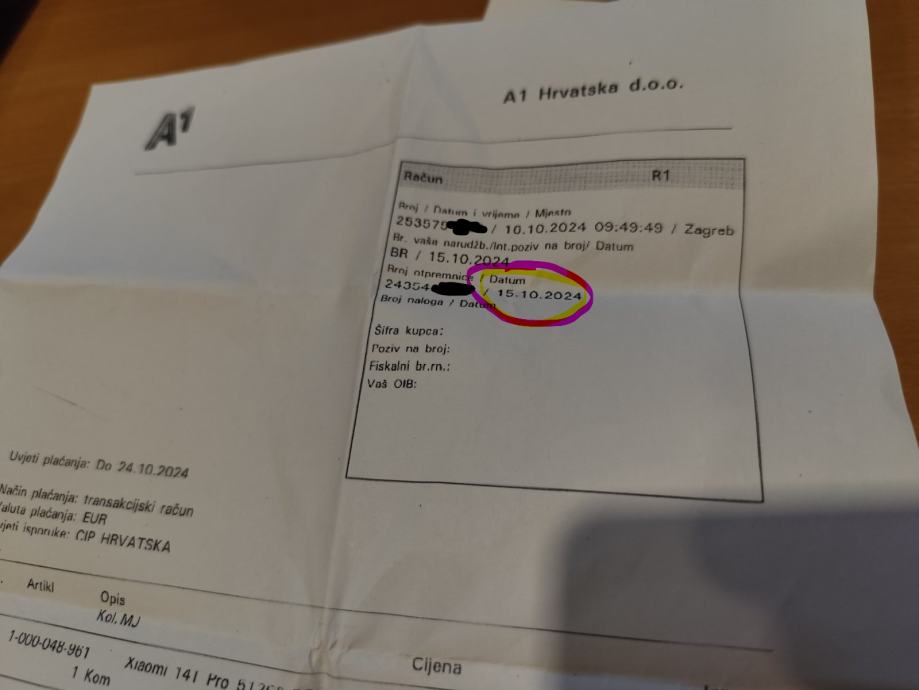 A1
A1 Hrvatska d.o.o.
Račun R1
Broj / Datum i vrijeme / Mjesto
253575 / 10.10.2024 09:49:49 / Zagreb
Br. vaša narudžb./Int.poziv na broj/ Datum
BR / 15.10.2024
Broj otpremnice / Datum
24354 / 15.10.2024
Broj naloga / Datum
Šifra kupca:
Poziv na broj:
Fiskalni br.rn.:
Vaš OIB:
Uvjeti plaćanja: Do 24.10.2024
Način plaćanja: transakcijski račun
Valuta plaćanja: EUR
vjeti isporuke: CIP HRVATSKA
Artikl Opis
Kol. MJ
Cijena
1-000-048-961 Xiaomi 14T Pro
1 Kom